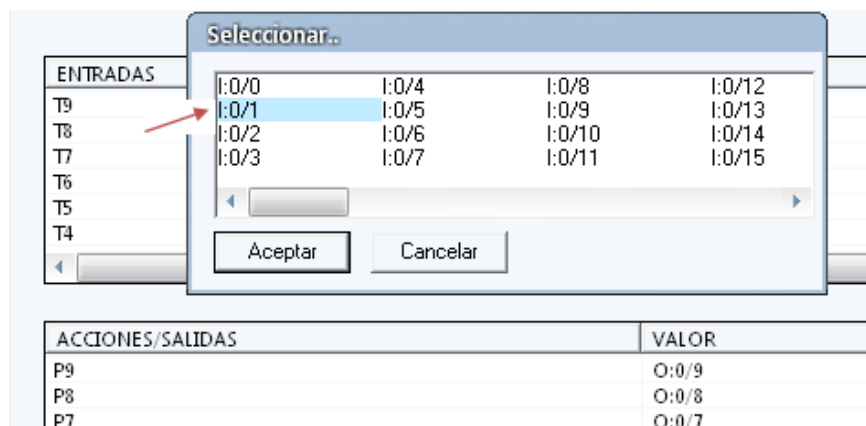 Seleccionar..
ENTRADAS
I:0/0 I:0/4 I:0/8 I:0/12
T9 I:0/1 I:0/5 I:0/9 I:0/13
T8 I:0/2 I:0/6 I:0/10 I:0/14
T7 I:0/3 I:0/7 I:0/11 I:0/15
T6
T5
T4
Aceptar Cancelar
ACCIONES/SALIDAS VALOR
P9 O:0/9
P8 O:0/8
P7 O:0/7